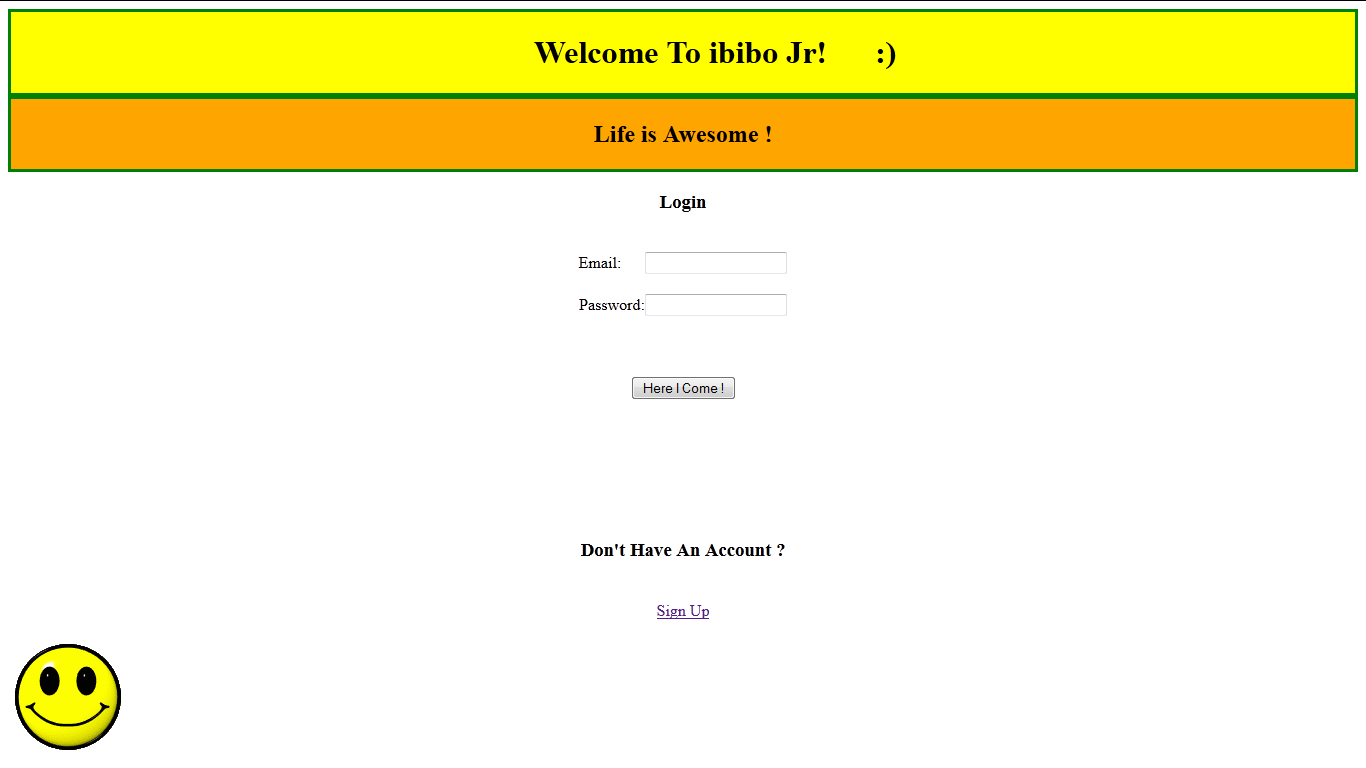 Welcome To ibibo Jr! :)
Life is Awesome !
Login
Email:
Password:
Here I Come !
Don't Have An Account ?
Sign Up